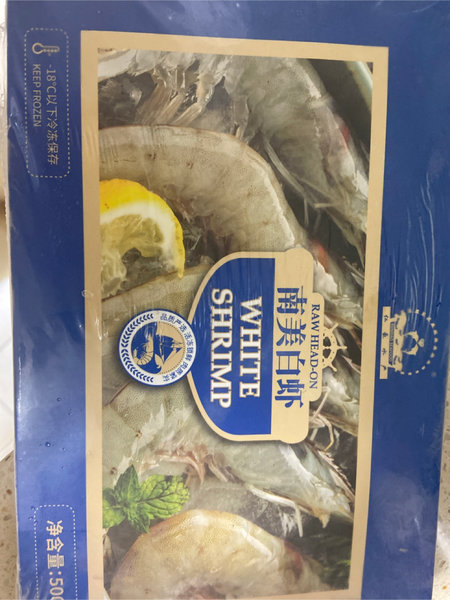 -18℃以下冷冻保存
KEEP FROZEN
RAW HEAD-ON
南美白虾
WHITE
SHRIMP
净含量:500